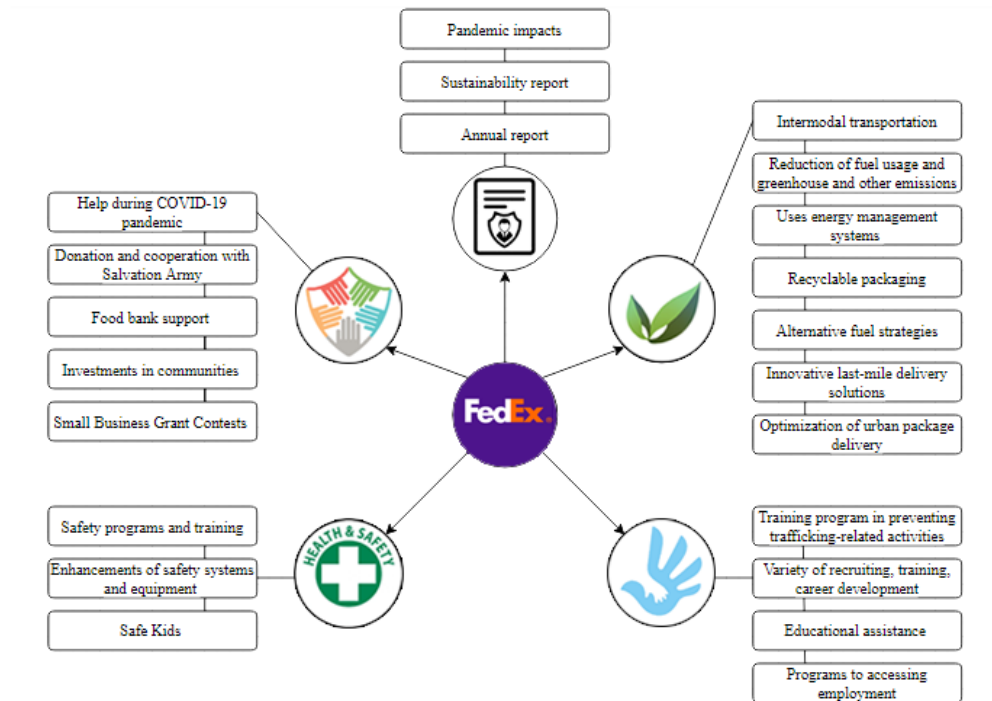 Pandemic impacts
Sustainability report
Annual report
Help during COVID-19
pandemic
Donation and cooperation with
Salvation Army
Food bank support
Investments in communities
Small Business Grant Contests
Intermodal transportation
Reduction of fuel usage and
greenhouse and other emissions
Uses energy management
systems
Recyclable packaging
Alternative fuel strategies
Innovative last-mile delivery
solutions
Optimization of urban package
delivery
FedEx®
Safety programs and training
Enhancements of safety systems
and equipment
Safe Kids
HEALTH & SAFETY
Training program in preventing
trafficking-related activities
Variety of recruiting, training,
career development
Educational assistance
Programs to accessing
employment